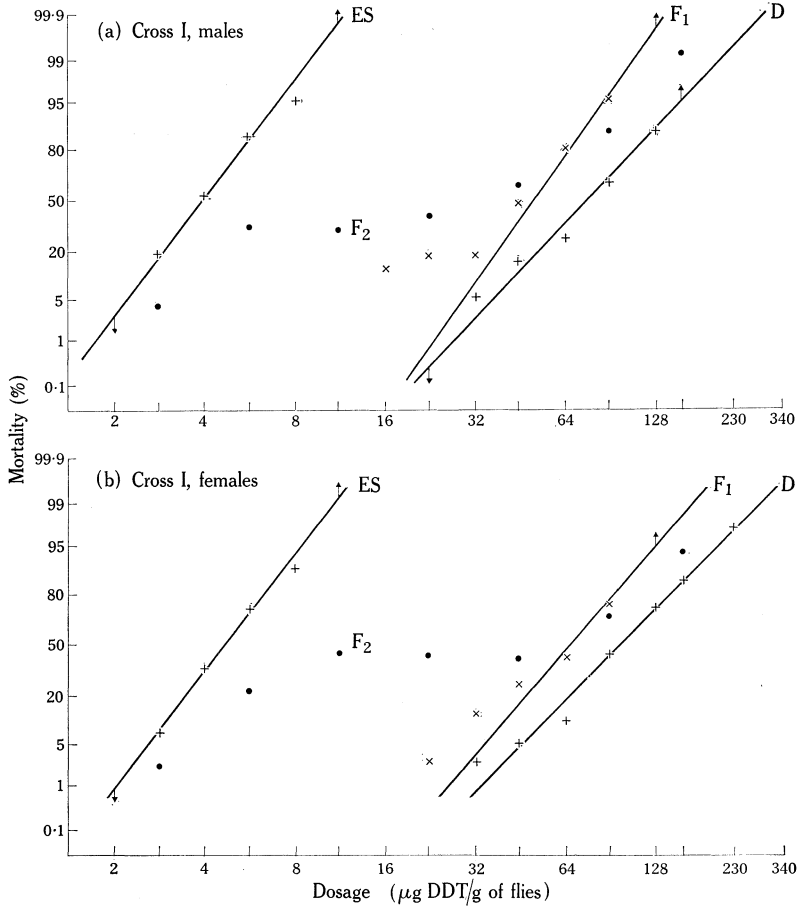 99·9
(a) Cross I, males
ES
F1
D
99
95
80
50
F2
20
5
1
0·1
2 4 8 16 32 64 128 230 340
Mortality (%)
99·9
(b) Cross I, females
ES
F1
D
99
95
80
50
F2
20
5
1
0·1
2 4 8 32 64 128 230 340
Dosage (μg DDT/g of flies)